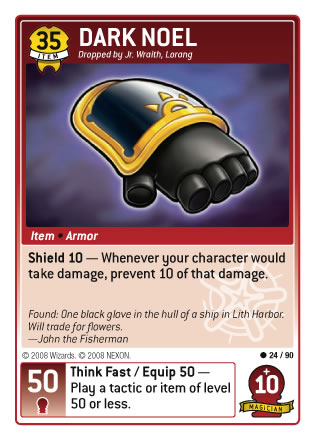 35
ITEM
DARK NOEL
Dropped by Jr. Wraith, Lorang
Item • Armor
Shield 10 — Whenever your character would
take damage, prevent 10 of that damage.
Found: One black glove in the hull of a ship in Lith Harbor.
Will trade for flowers.
—John the Fisherman
© 2008 Wizards. © 2008 NEXON.
● 24 / 90
50
Think Fast / Equip 50 —
Play a tactic or item of level
50 or less.
+
10
MAGICIAN